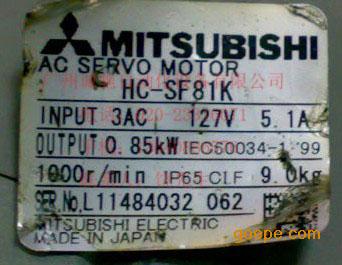 MITSUBISHI
AC SERVO MOTOR
HC-SF81K
INPUT 3AC 127V 5.1A
OUTPUT 0.85kW IEC60034-1 '99
1000r/min IP65 CI.F 9.0kg
SER.No.L11484032 062
MITSUBISHI ELECTRIC
MADE IN JAPAN
goepe.com